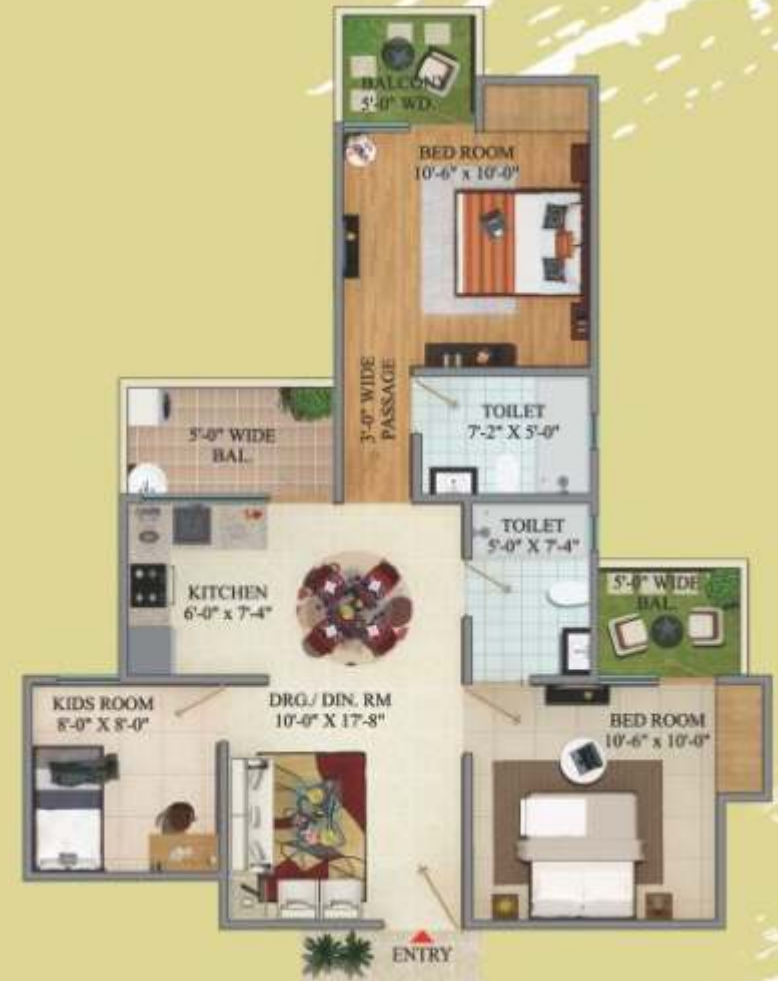 BALCONY
5'-0" WD.
BED ROOM
10'-6" x 10'-0"
3'-0" WIDE
PASSAGE
TOILET
7'-2" X 5'-0"
5'-0" WIDE
BAL.
TOILET
5'-0" X 7'-4"
KITCHEN
6'-0" x 7'-4"
5'-0" WIDE
BAL.
KIDS ROOM
8'-0" X 8'-0"
DRG./ DIN. RM
10'-0" X 17'-8"
BED ROOM
10'-6" x 10'-0"
ENTRY